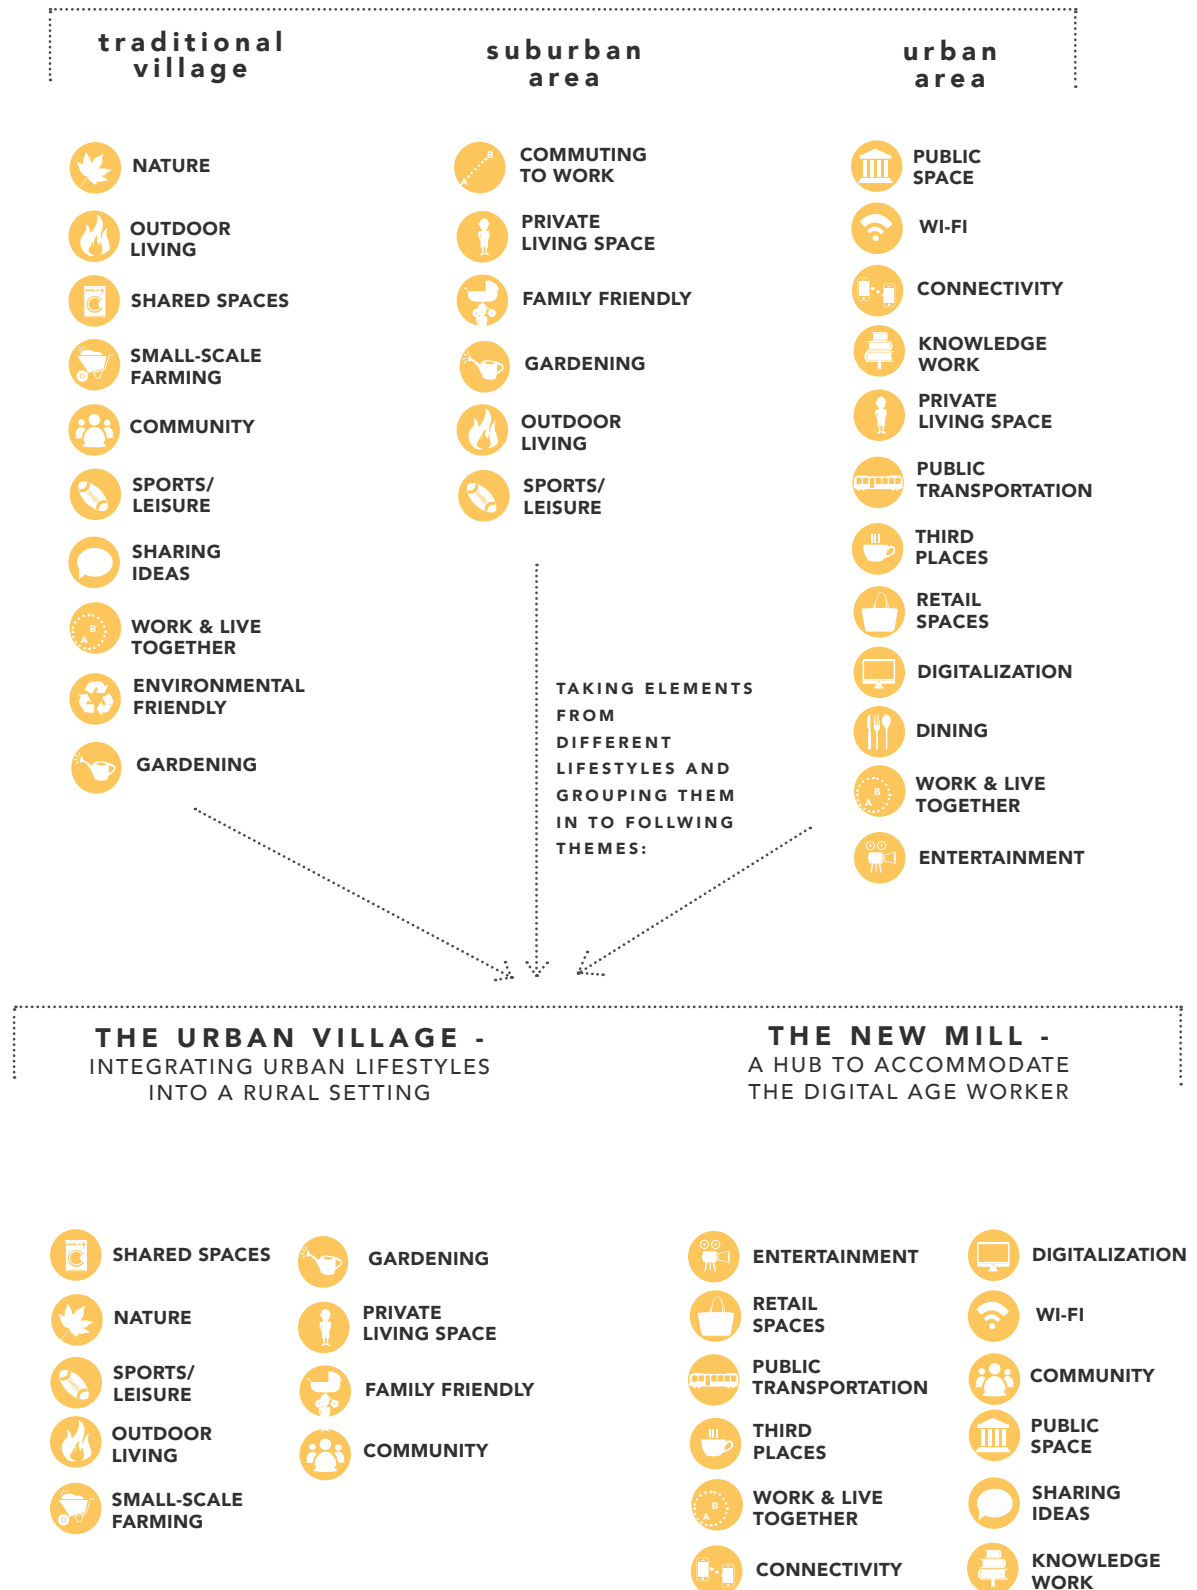 traditional
village
suburban
area
urban
area
NATURE
OUTDOOR
LIVING
SHARED SPACES
SMALL-SCALE
FARMING
COMMUNITY
SPORTS/
LEISURE
SHARING
IDEAS
A B
WORK & LIVE
TOGETHER
ENVIRONMENTAL
FRIENDLY
GARDENING
A B
COMMUTING
TO WORK
PRIVATE
LIVING SPACE
FAMILY FRIENDLY
GARDENING
OUTDOOR
LIVING
SPORTS/
LEISURE
PUBLIC
SPACE
WI-FI
CONNECTIVITY
KNOWLEDGE
WORK
PRIVATE
LIVING SPACE
PUBLIC
TRANSPORTATION
THIRD
PLACES
RETAIL
SPACES
DIGITALIZATION
DINING
A B
WORK & LIVE
TOGETHER
ENTERTAINMENT
TAKING ELEMENTS
FROM
DIFFERENT
LIFESTYLES AND
GROUPING THEM
IN TO FOLLWING
THEMES:
THE URBAN VILLAGE -
INTEGRATING URBAN LIFESTYLES
INTO A RURAL SETTING
THE NEW MILL -
A HUB TO ACCOMMODATE
THE DIGITAL AGE WORKER
SHARED SPACES
NATURE
SPORTS/
LEISURE
OUTDOOR
LIVING
SMALL-SCALE
FARMING
GARDENING
PRIVATE
LIVING SPACE
FAMILY FRIENDLY
COMMUNITY
ENTERTAINMENT
RETAIL
SPACES
PUBLIC
TRANSPORTATION
THIRD
PLACES
A B
WORK & LIVE
TOGETHER
CONNECTIVITY
DIGITALIZATION
WI-FI
COMMUNITY
PUBLIC
SPACE
SHARING
IDEAS
KNOWLEDGE
WORK